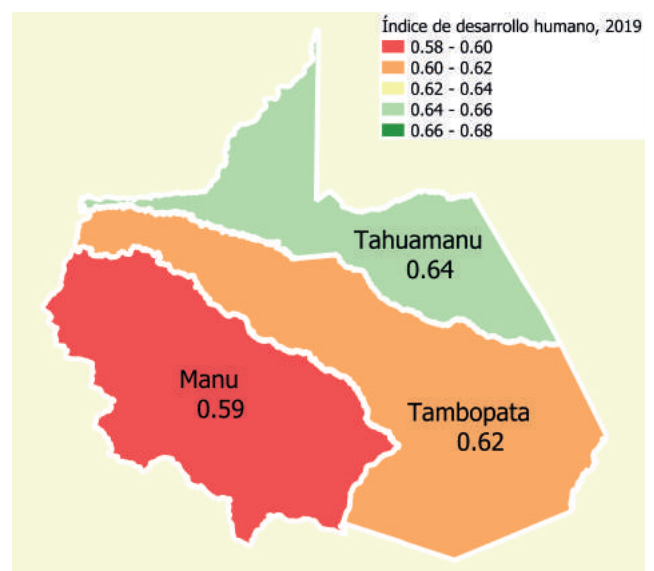 Índice de desarrollo humano, 2019
0.58 - 0.60
0.60 - 0.62
0.62 - 0.64
0.64 - 0.66
0.66 - 0.68
Tahuamanu
0.64
Manu
0.59
Tambopata
0.62